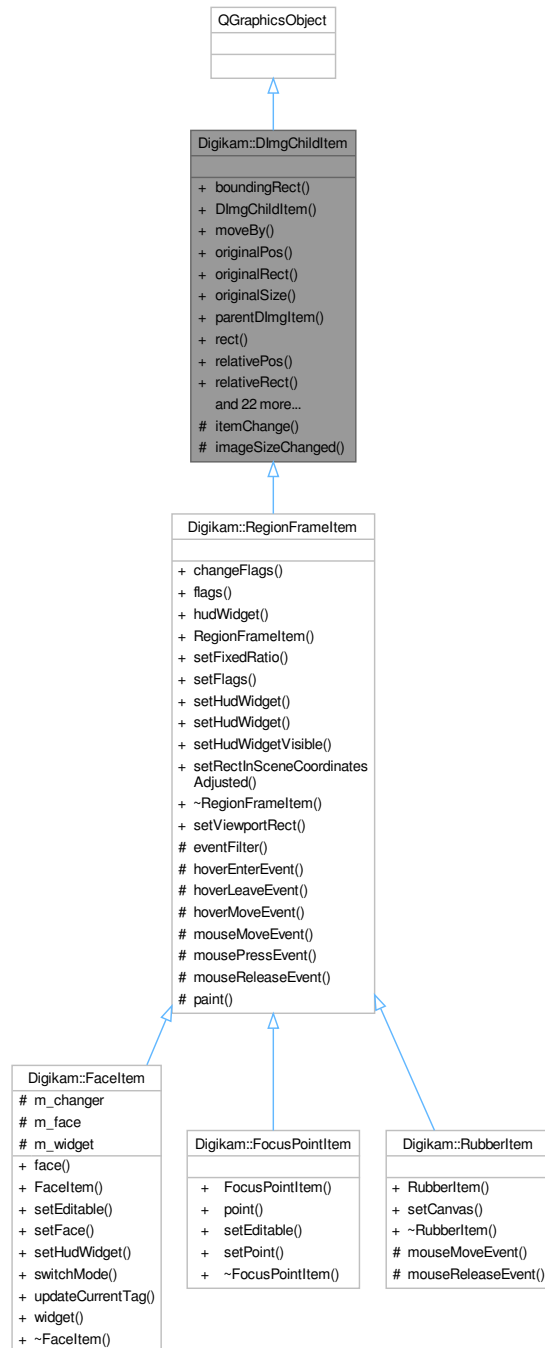 QGraphicsObject
Digikam::DImgChildItem
+ boundingRect()
+ DImgChildItem()
+ moveBy()
+ originalPos()
+ originalRect()
+ originalSize()
+ parentDImgItem()
+ rect()
+ relativePos()
+ relativeRect()
and 22 more...
# itemChange()
# imageSizeChanged()
Digikam::RegionFrameItem
+ changeFlags()
+ flags()
+ hudWidget()
+ RegionFrameItem()
+ setFixedRatio()
+ setFlags()
+ setHudWidget()
+ setHudWidget()
+ setHudWidgetVisible()
+ setRectInSceneCoordinates
Adjusted()
+ ~RegionFrameItem()
+ setViewportRect()
# eventFilter()
# hoverEnterEvent()
# hoverLeaveEvent()
# hoverMoveEvent()
# mouseMoveEvent()
# mousePressEvent()
# mouseReleaseEvent()
# paint()
Digikam::FaceItem
# m_changer
# m_face
# m_widget
+ face()
+ FaceItem()
+ setEditable()
+ setFace()
+ setHudWidget()
+ switchMode()
+ updateCurrentTag()
+ widget()
+ ~FaceItem()
Digikam::FocusPointItem
+ FocusPointItem()
+ point()
+ setEditable()
+ setPoint()
+ ~FocusPointItem()
Digikam::RubberItem
+ RubberItem()
+ setCanvas()
+ ~RubberItem()
# mouseMoveEvent()
# mouseReleaseEvent()